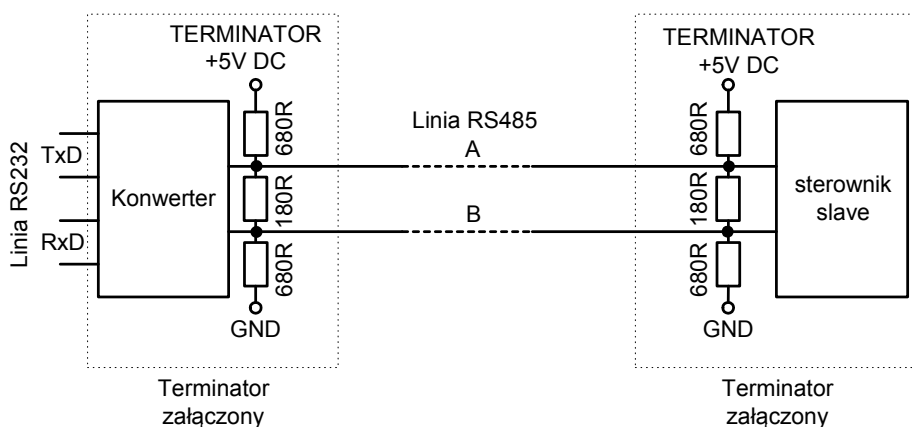 TERMINATOR
+5V DC
680R
180R
680R
GND
Linia RS232
TxD
RxD
Konwerter
Linia RS485
A
B
TERMINATOR
+5V DC
680R
180R
680R
GND
sterownik
slave
Terminator
załączony
Terminator
załączony